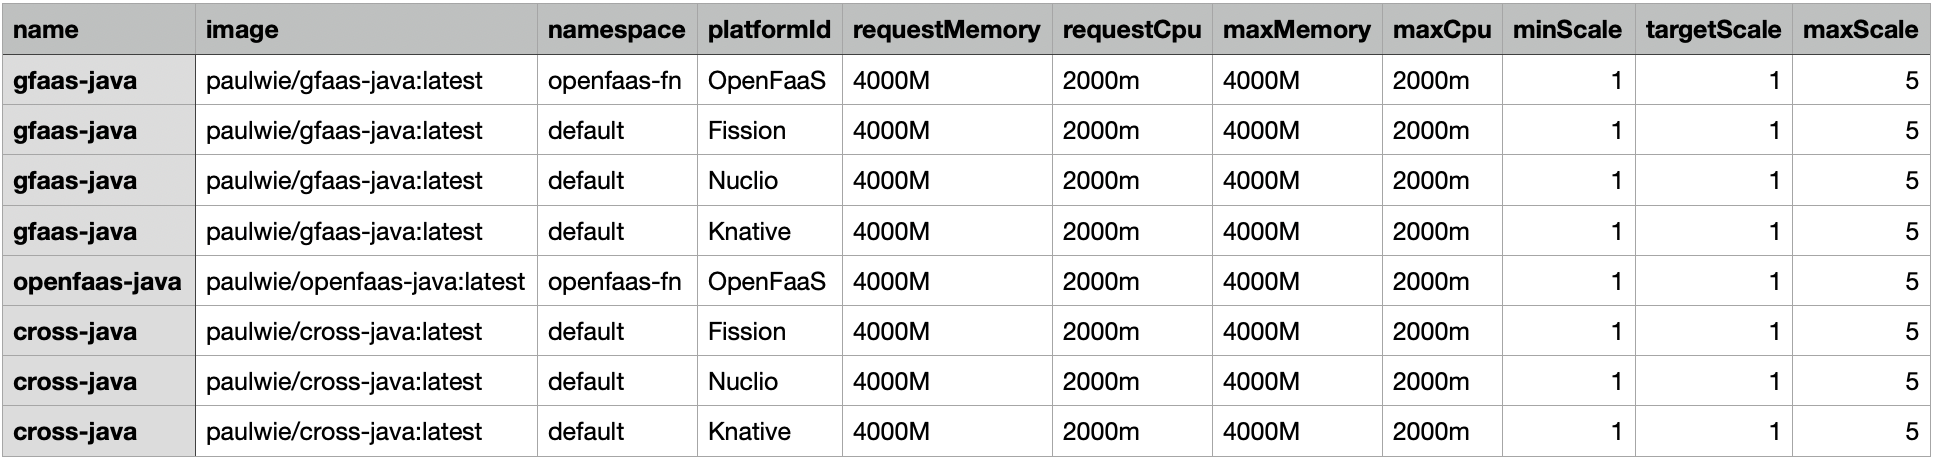 name image namespace platformId requestMemory requestCpu maxMemory maxCpu minScale targetScale maxScale
gfaas-java paulwie/gfaas-java:latest openfaas-fn OpenFaaS 4000M 2000m 4000M 2000m 1 1 5
gfaas-java paulwie/gfaas-java:latest default Fission 4000M 2000m 4000M 2000m 1 1 5
gfaas-java paulwie/gfaas-java:latest default Nuclio 4000M 2000m 4000M 2000m 1 1 5
gfaas-java paulwie/gfaas-java:latest default Knative 4000M 2000m 4000M 2000m 1 1 5
openfaas-java paulwie/openfaas-java:latest openfaas-fn OpenFaaS 4000M 2000m 4000M 2000m 1 1 5
cross-java paulwie/cross-java:latest default Fission 4000M 2000m 4000M 2000m 1 1 5
cross-java paulwie/cross-java:latest default Nuclio 4000M 2000m 4000M 2000m 1 1 5
cross-java paulwie/cross-java:latest default Knative 4000M 2000m 4000M 2000m 1 1 5